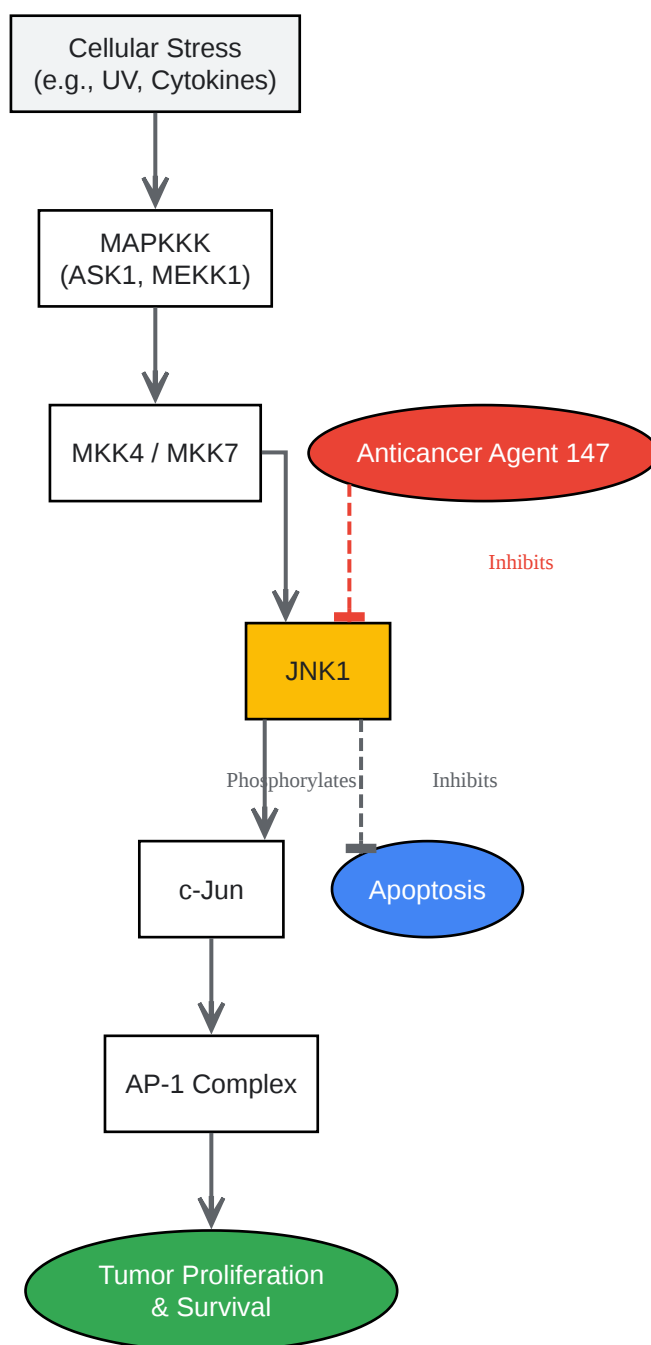 Cellular Stress
(e.g., UV, Cytokines)
MAPKKK
(ASK1, MEKK1)
MKK4 / MKK7
Anticancer Agent 147
Inhibits
JNK1
Phosphorylates
Inhibits
c-Jun
Apoptosis
AP-1 Complex
Tumor Proliferation
& Survival